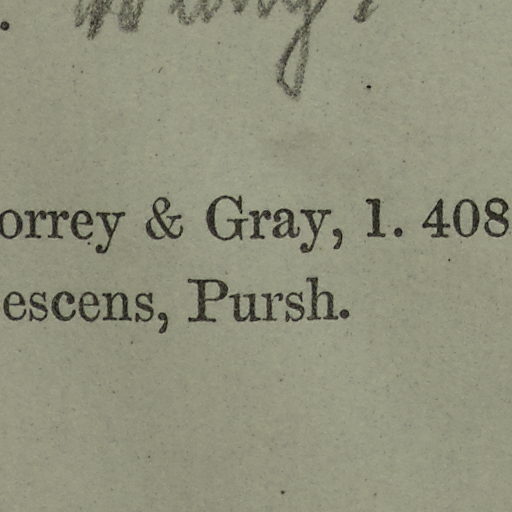 orrey & Gray, 1. 408
escens, Pursh.